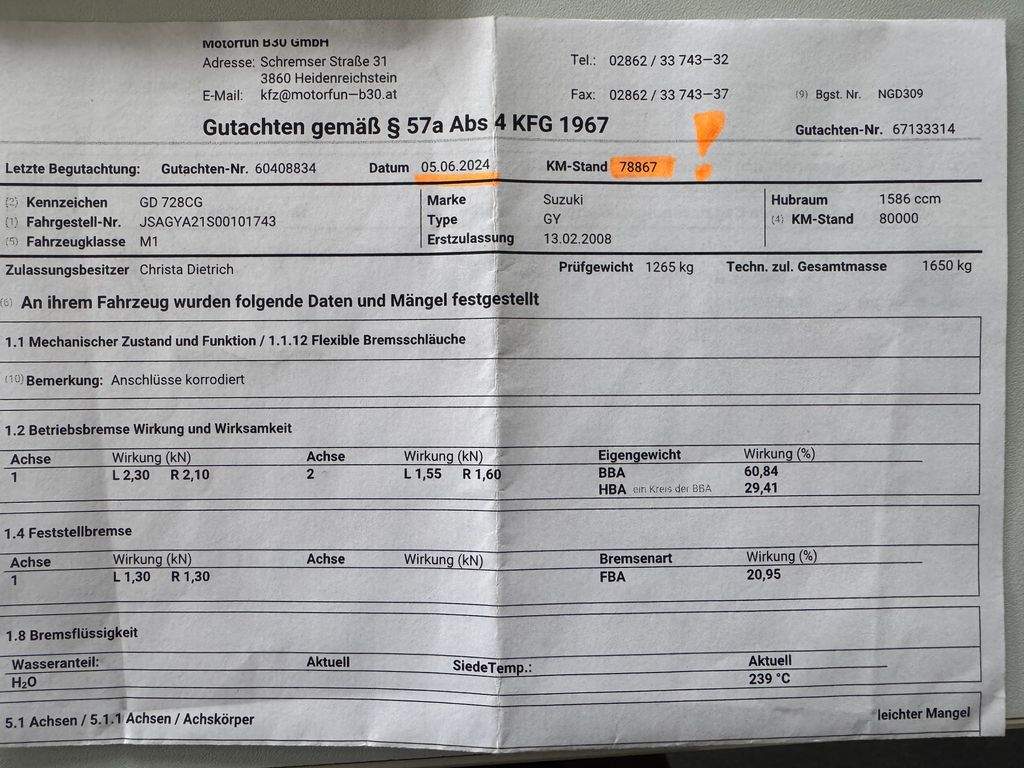 Motorfun B30 GmbH
Adresse: Schremser Straße 31
3860 Heidenreichstein
E-Mail: kfz@motorfun–b30.at
Tel.: 02862 / 33 743–32
Fax: 02862 / 33 743–37
(9) Bgst. Nr. NGD309
Gutachten gemäß § 57a Abs 4 KFG 1967
!
Gutachten-Nr. 67133314
Letzte Begutachtung: Gutachten-Nr. 60408834 Datum 05.06.2024 KM-Stand 78867
(2) Kennzeichen GD 728CG
(1) Fahrgestell-Nr. JSAGYA21S00101743
(5) Fahrzeugklasse M1
Marke Suzuki
Type GY
Erstzulassung 13.02.2008
Hubraum 1586 ccm
(4) KM-Stand 80000
Zulassungsbesitzer Christa Dietrich Prüfgewicht 1265 kg Techn. zul. Gesamtmasse 1650 kg
(6) An ihrem Fahrzeug wurden folgende Daten und Mängel festgestellt
1.1 Mechanischer Zustand und Funktion / 1.1.12 Flexible Bremsschläuche
(10) Bemerkung: Anschlüsse korrodiert
1.2 Betriebsbremse Wirkung und Wirksamkeit
Achse Wirkung (kN) Achse Wirkung (kN) Eigengewicht Wirkung (%)
1 L 2,30 R 2,10 2 L 1,55 R 1,60 BBA 60,84
HBA ein Kreis der BBA 29,41
1.4 Feststellbremse
Achse Wirkung (kN) Achse Wirkung (kN) Bremsenart Wirkung (%)
1 L 1,30 R 1,30 FBA 20,95
1.8 Bremsflüssigkeit
Wasseranteil: Aktuell SiedeTemp.: Aktuell
H₂O 239 °C
5.1 Achsen / 5.1.1 Achsen / Achskörper leichter Mangel